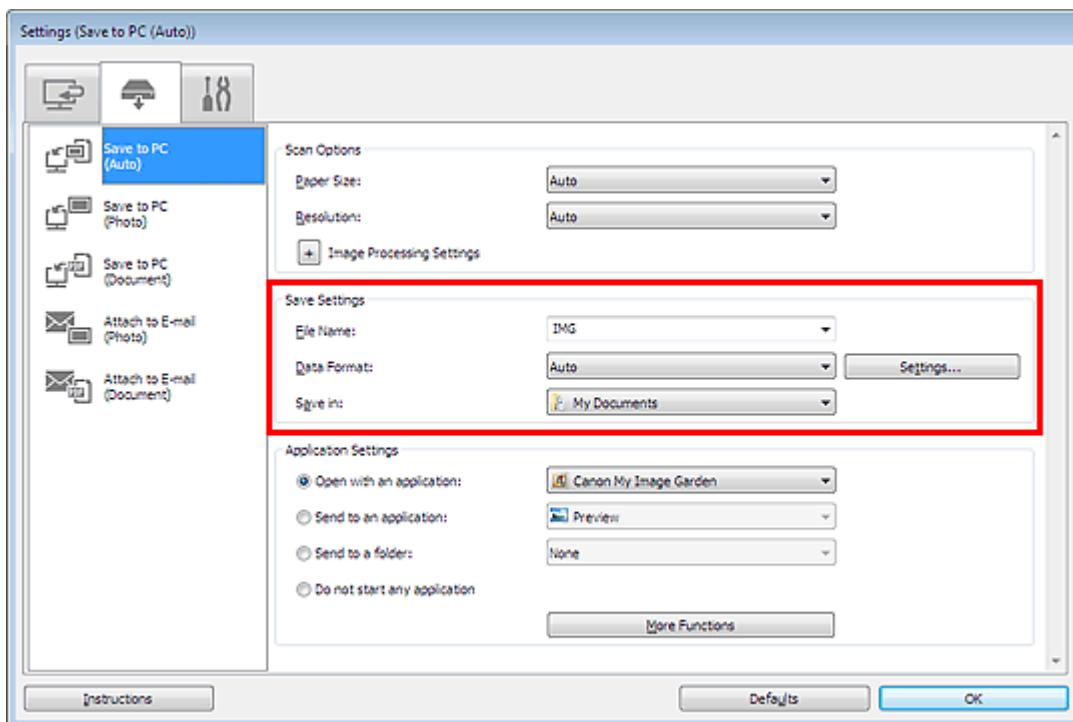 Settings (Save to PC (Auto))
Save to PC
(Auto)
Save to PC
(Photo)
Save to PC
(Document)
Attach to E-mail
(Photo)
Attach to E-mail
(Document)
Scan Options
Paper Size: Auto
Resolution: Auto
+ Image Processing Settings
Save Settings
File Name: IMG
Data Format: Auto Settings...
Save in: My Documents
Application Settings
Open with an application: Canon My Image Garden
Send to an application: Preview
Send to a folder: None
Do not start any application
More Functions
Instructions Defaults OK